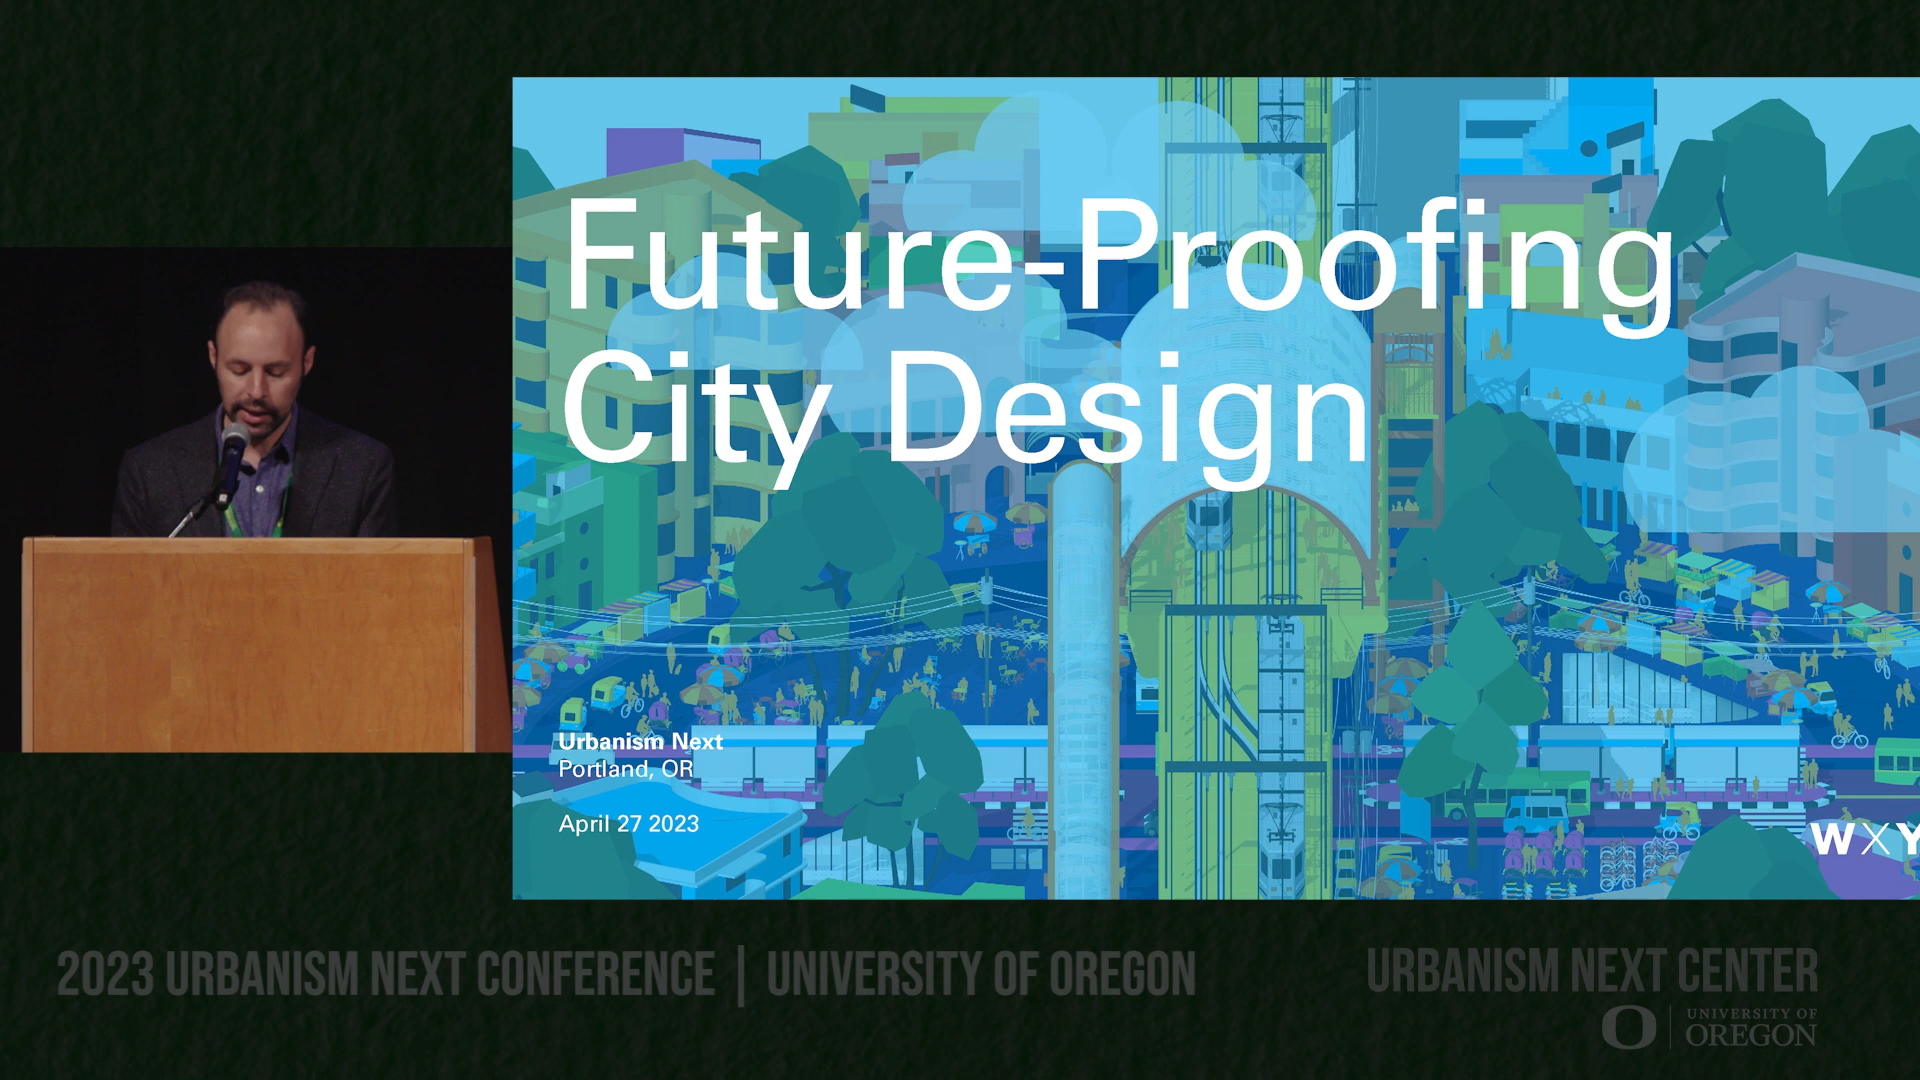 Future-Proofing
City Design
Urbanism Next
Portland, OR
April 27 2023
WXY
2023 URBANISM NEXT CONFERENCE | UNIVERSITY OF OREGON
URBANISM NEXT CENTER
O | UNIVERSITY OF
OREGON